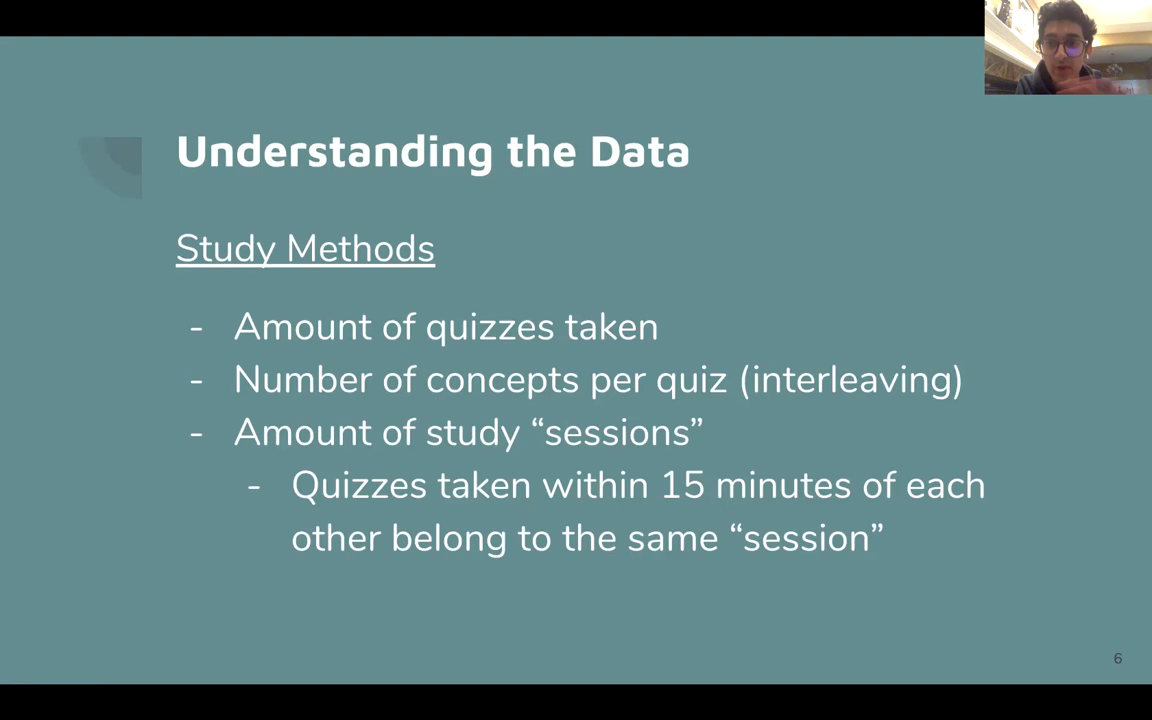 Understanding the Data
Study Methods
- Amount of quizzes taken
- Number of concepts per quiz (interleaving)
- Amount of study “sessions”
- Quizzes taken within 15 minutes of each
other belong to the same “session”
6